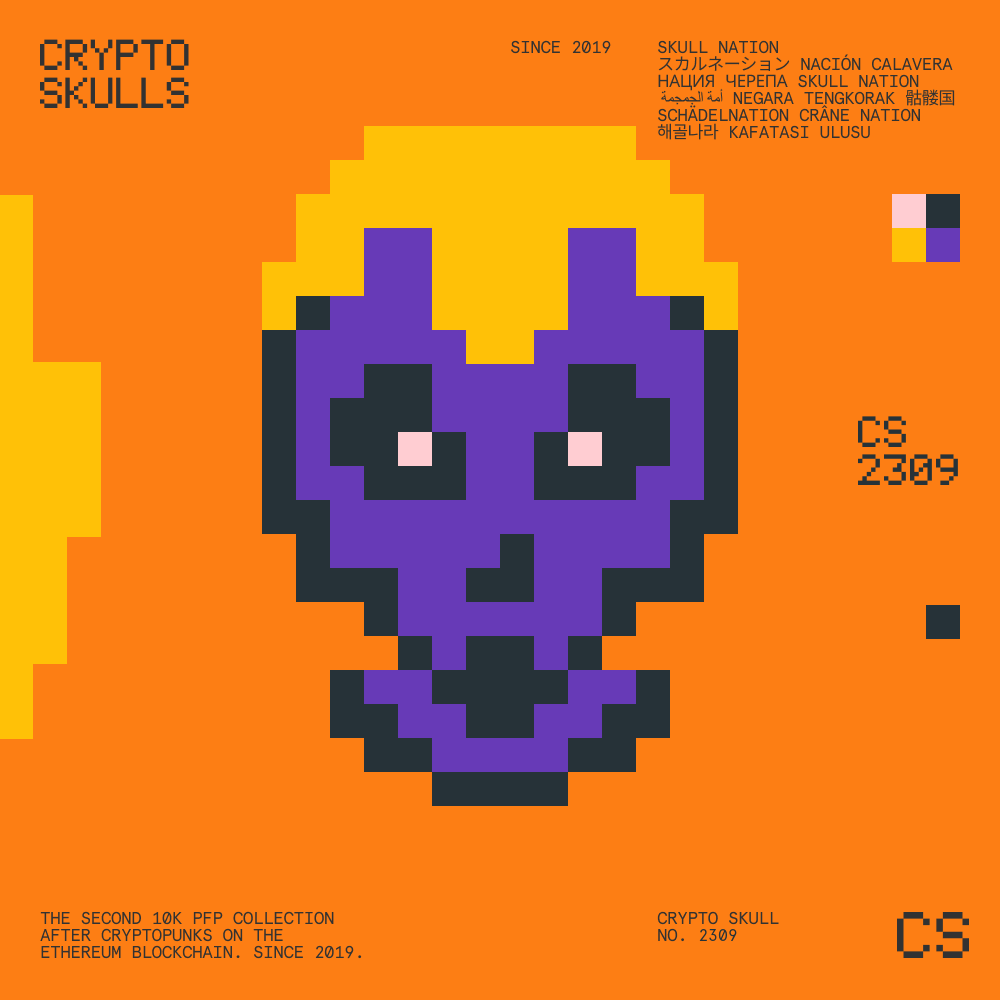 CRYPTO
SKULLS
SINCE 2019
SKULL NATION
スカルネーション NACIÓN CALAVERA
НАЦИЯ ЧЕРЕПА SKULL NATION
أمة الجمجمة NEGARA TENGKORAK 骷髅国
SCHÄDELNATION CRÂNE NATION
해골나라 KAFATASI ULUSU
CS
2309
THE SECOND 10K PFP COLLECTION
AFTER CRYPTOPUNKS ON THE
ETHEREUM BLOCKCHAIN. SINCE 2019.
CRYPTO SKULL
NO. 2309
CS